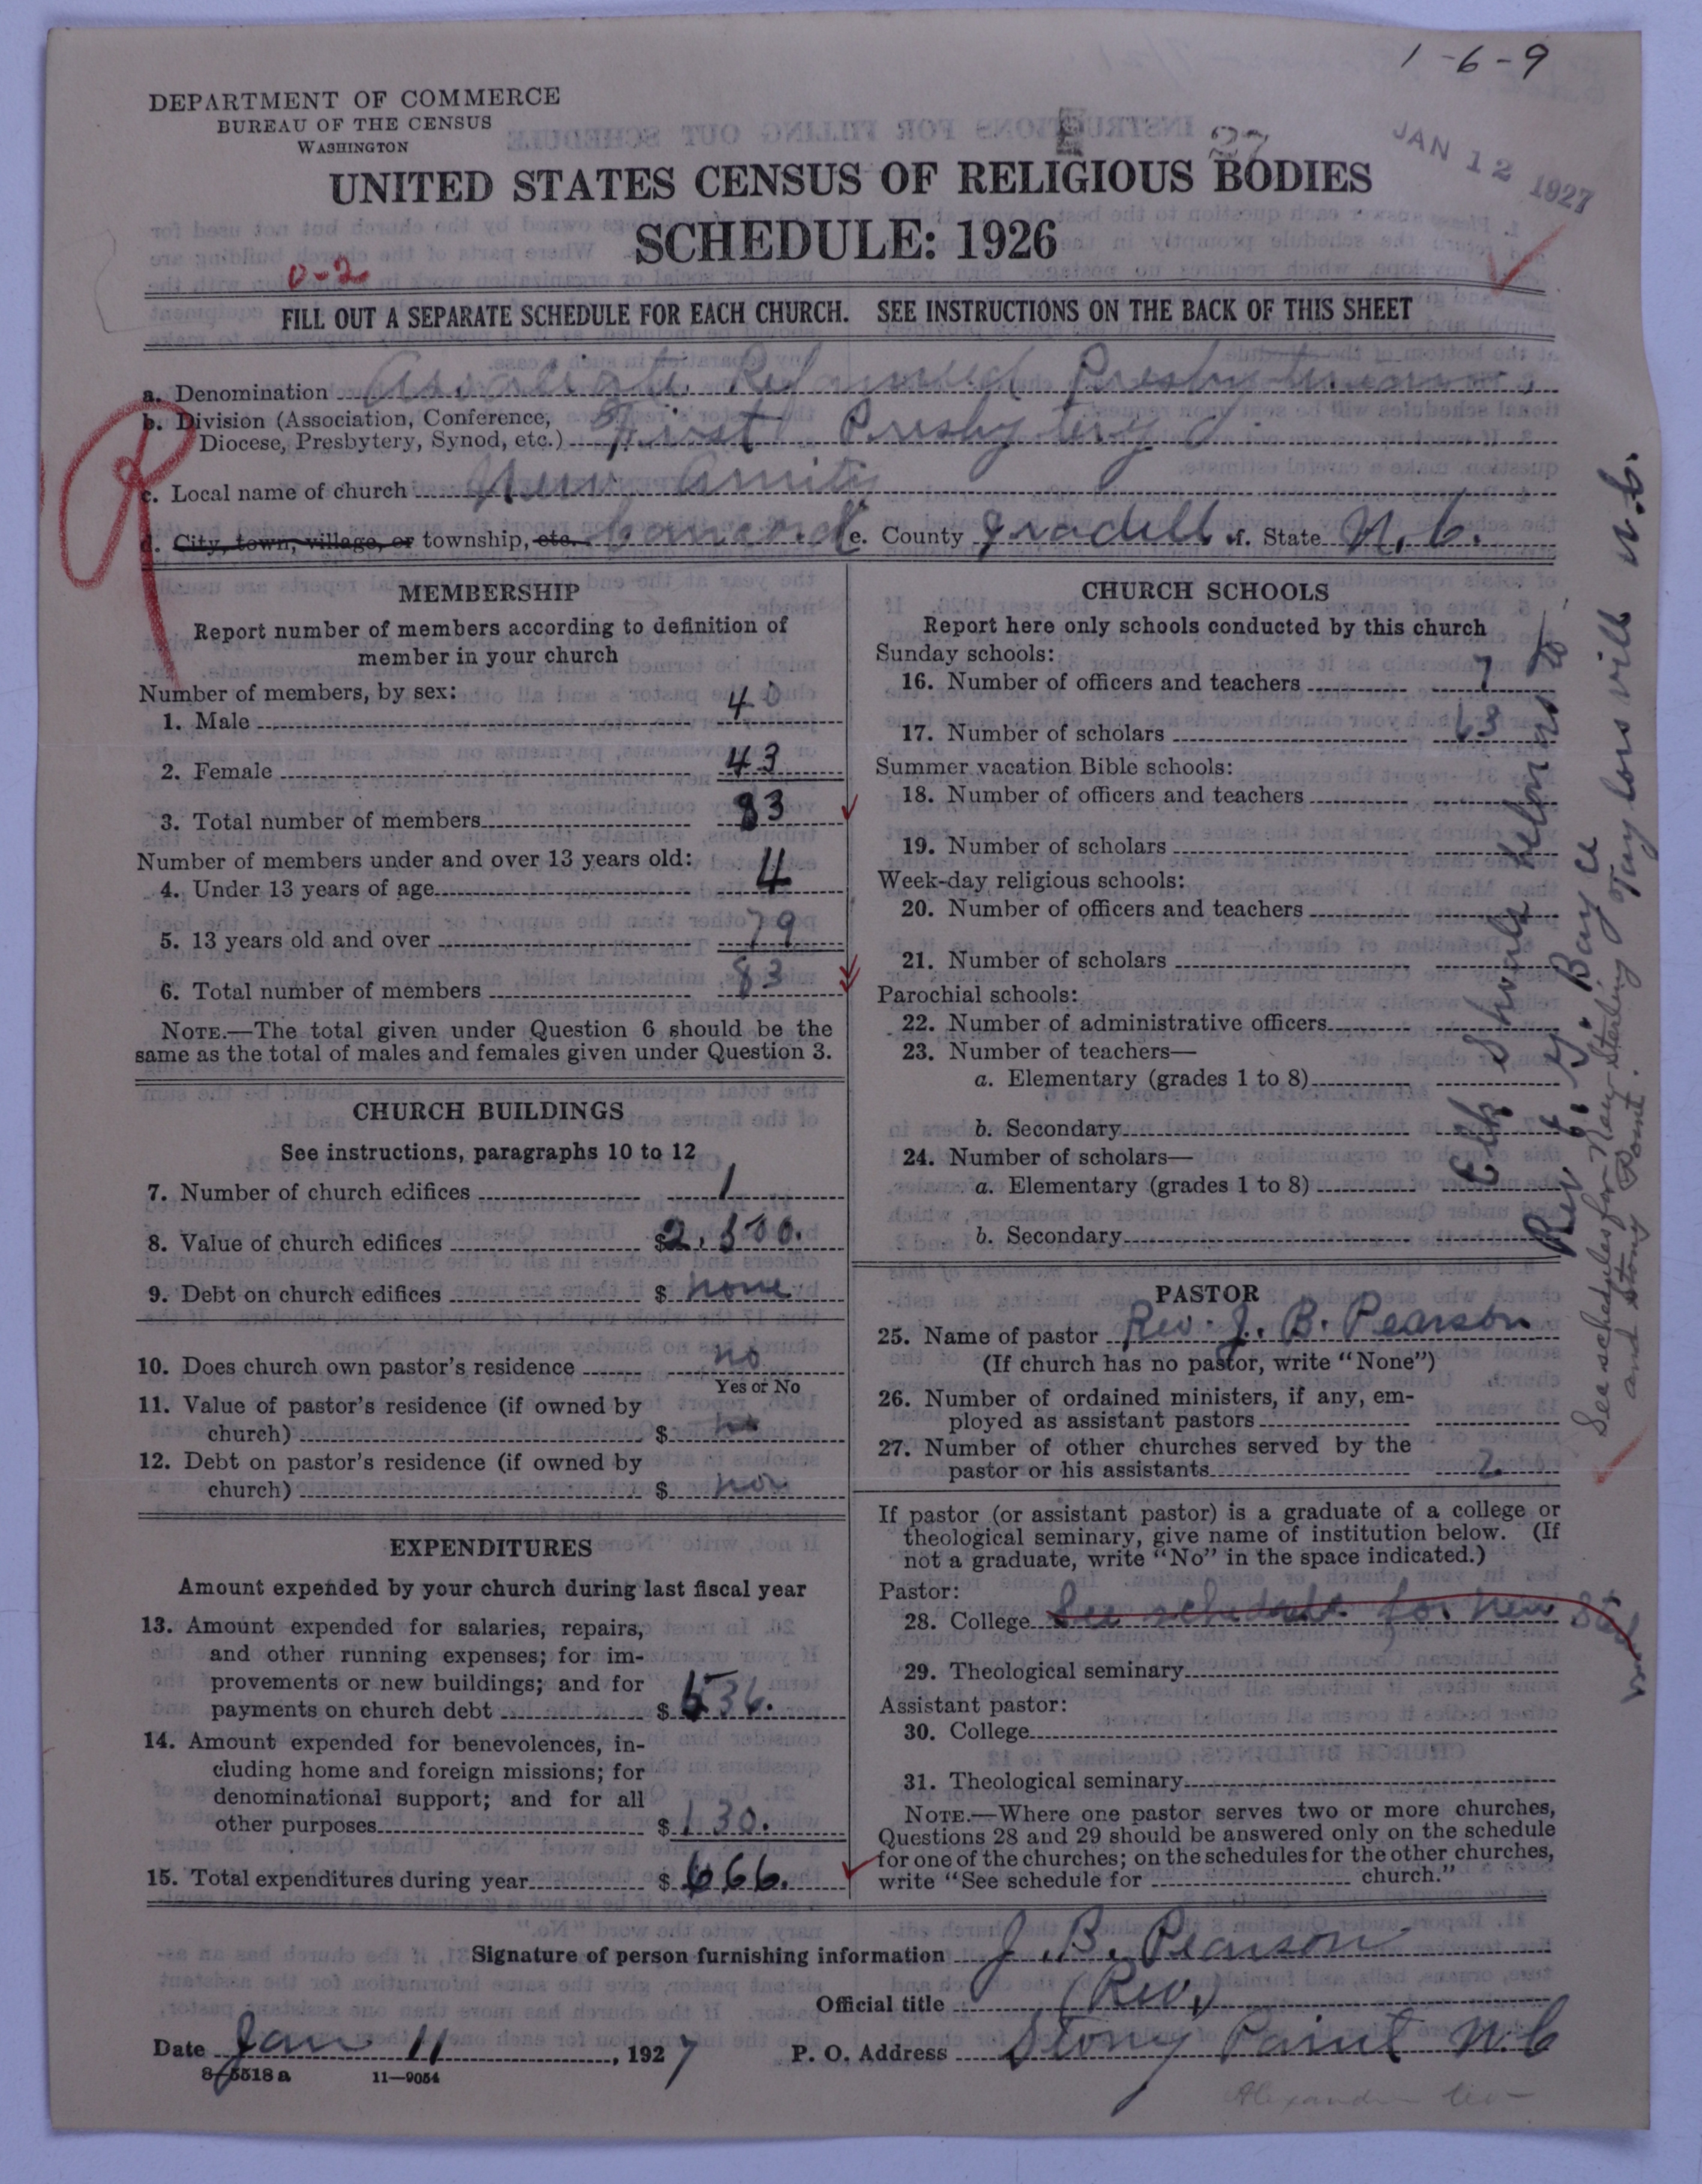 1-6-9
DEPARTMENT OF COMMERCE
BUREAU OF THE CENSUS
WASHINGTON
27
JAN 12 1927
UNITED STATES CENSUS OF RELIGIOUS BODIES
SCHEDULE: 1926
0-2
FILL OUT A SEPARATE SCHEDULE FOR EACH CHURCH. SEE INSTRUCTIONS ON THE BACK OF THIS SHEET
R
a. Denomination Associate Reformed Presbyterian
b. Division (Association, Conference,
Diocese, Presbytery, Synod, etc.) First Presbytery
c. Local name of church New Amity
d. City, town, village, or township, etc. Concord e. County Iradell f. State N.C.
MEMBERSHIP
Report number of members according to definition of
member in your church
Number of members, by sex:
1. Male 40
2. Female 43
3. Total number of members 83
Number of members under and over 13 years old:
4. Under 13 years of age 4
5. 13 years old and over 79
6. Total number of members 83
NOTE.—The total given under Question 6 should be the
same as the total of males and females given under Question 3.
CHURCH BUILDINGS
See instructions, paragraphs 10 to 12
7. Number of church edifices 1
8. Value of church edifices $2,500.
9. Debt on church edifices $ none
10. Does church own pastor's residence no
Yes or No
11. Value of pastor's residence (if owned by
church) $ no
12. Debt on pastor's residence (if owned by
church) $ non
EXPENDITURES
Amount expended by your church during last fiscal year
13. Amount expended for salaries, repairs,
and other running expenses; for im-
provements or new buildings; and for
payments on church debt $ 536.
14. Amount expended for benevolences, in-
cluding home and foreign missions; for
denominational support; and for all
other purposes $ 130.
15. Total expenditures during year $ 666.
CHURCH SCHOOLS
Report here only schools conducted by this church
Sunday schools:
16. Number of officers and teachers 7
17. Number of scholars 63
Summer vacation Bible schools:
18. Number of officers and teachers
19. Number of scholars
Week-day religious schools:
20. Number of officers and teachers
21. Number of scholars
Parochial schools:
22. Number of administrative officers
23. Number of teachers—
a. Elementary (grades 1 to 8)
b. Secondary
24. Number of scholars—
a. Elementary (grades 1 to 8)
b. Secondary
PASTOR
25. Name of pastor Rev. J. B. Pearson
(If church has no pastor, write "None")
26. Number of ordained ministers, if any, em-
ployed as assistant pastors
27. Number of other churches served by the
pastor or his assistants 2.
If pastor (or assistant pastor) is a graduate of a college or
theological seminary, give name of institution below. (If
not a graduate, write "No" in the space indicated.)
Pastor:
28. College See schedule for New
29. Theological seminary
Assistant pastor:
30. College
31. Theological seminary
NOTE.—Where one pastor serves two or more churches,
Questions 28 and 29 should be answered only on the schedule
for one of the churches; on the schedules for the other churches,
write "See schedule for church."
Elk Shoals belongs to
Rev. Boyce
Taylorsville N.C.
See schedules for New Sterling
and Stony Point.
Signature of person furnishing information J. B. Pearson
Official title (Rev.)
Date Jan 11, 1927
P. O. Address Stony Point N.C
8-5518a 11-9054
Alexander Co-